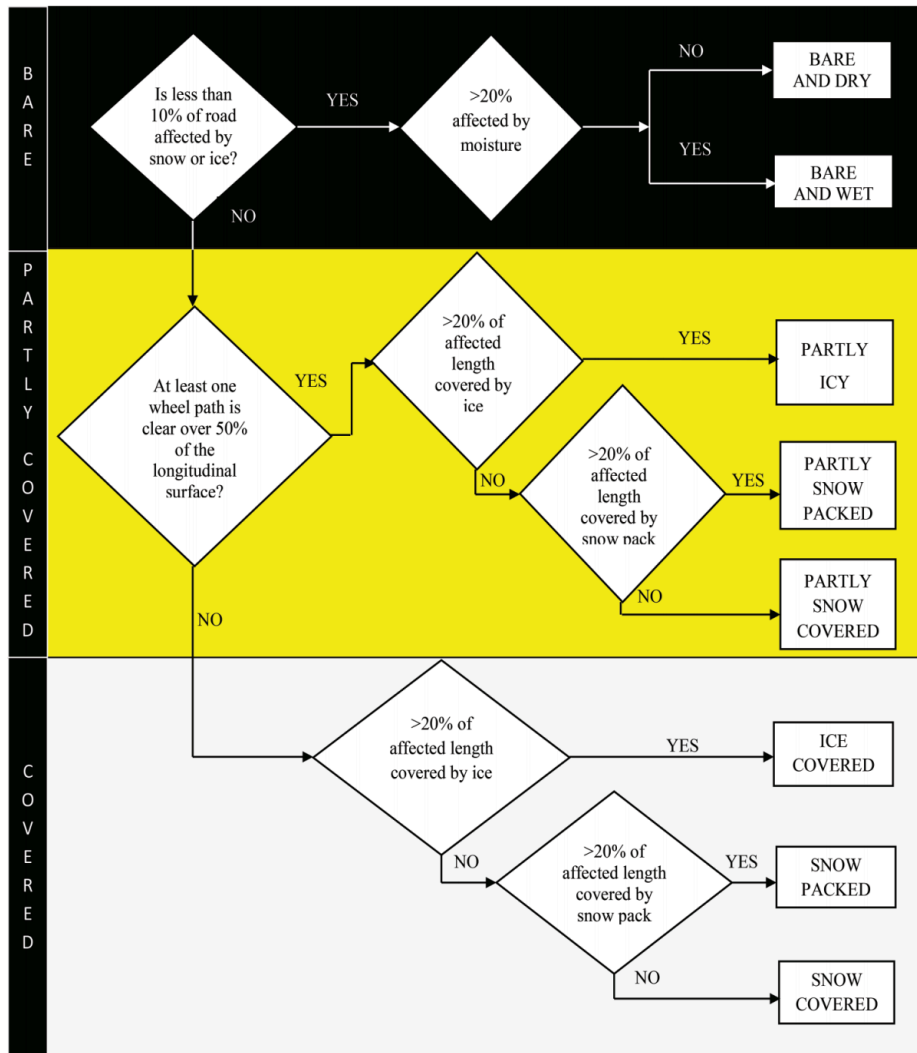 BARE
Is less than
10% of road
affected by
snow or ice?
YES
>20%
affected by
moisture
NO
BARE
AND DRY
YES
BARE
AND WET
NO
PARTLY COVERED
At least one
wheel path is
clear over 50%
of the
longitudinal
surface?
YES
>20% of
affected
length
covered by
ice
YES
PARTLY
ICY
NO
>20% of
affected
length
covered by
snow pack
YES
PARTLY
SNOW
PACKED
NO
PARTLY
SNOW
COVERED
NO
COVERED
>20% of
affected length
covered by ice
YES
ICE
COVERED
NO
>20% of
affected length
covered by
snow pack
YES
SNOW
PACKED
NO
SNOW
COVERED